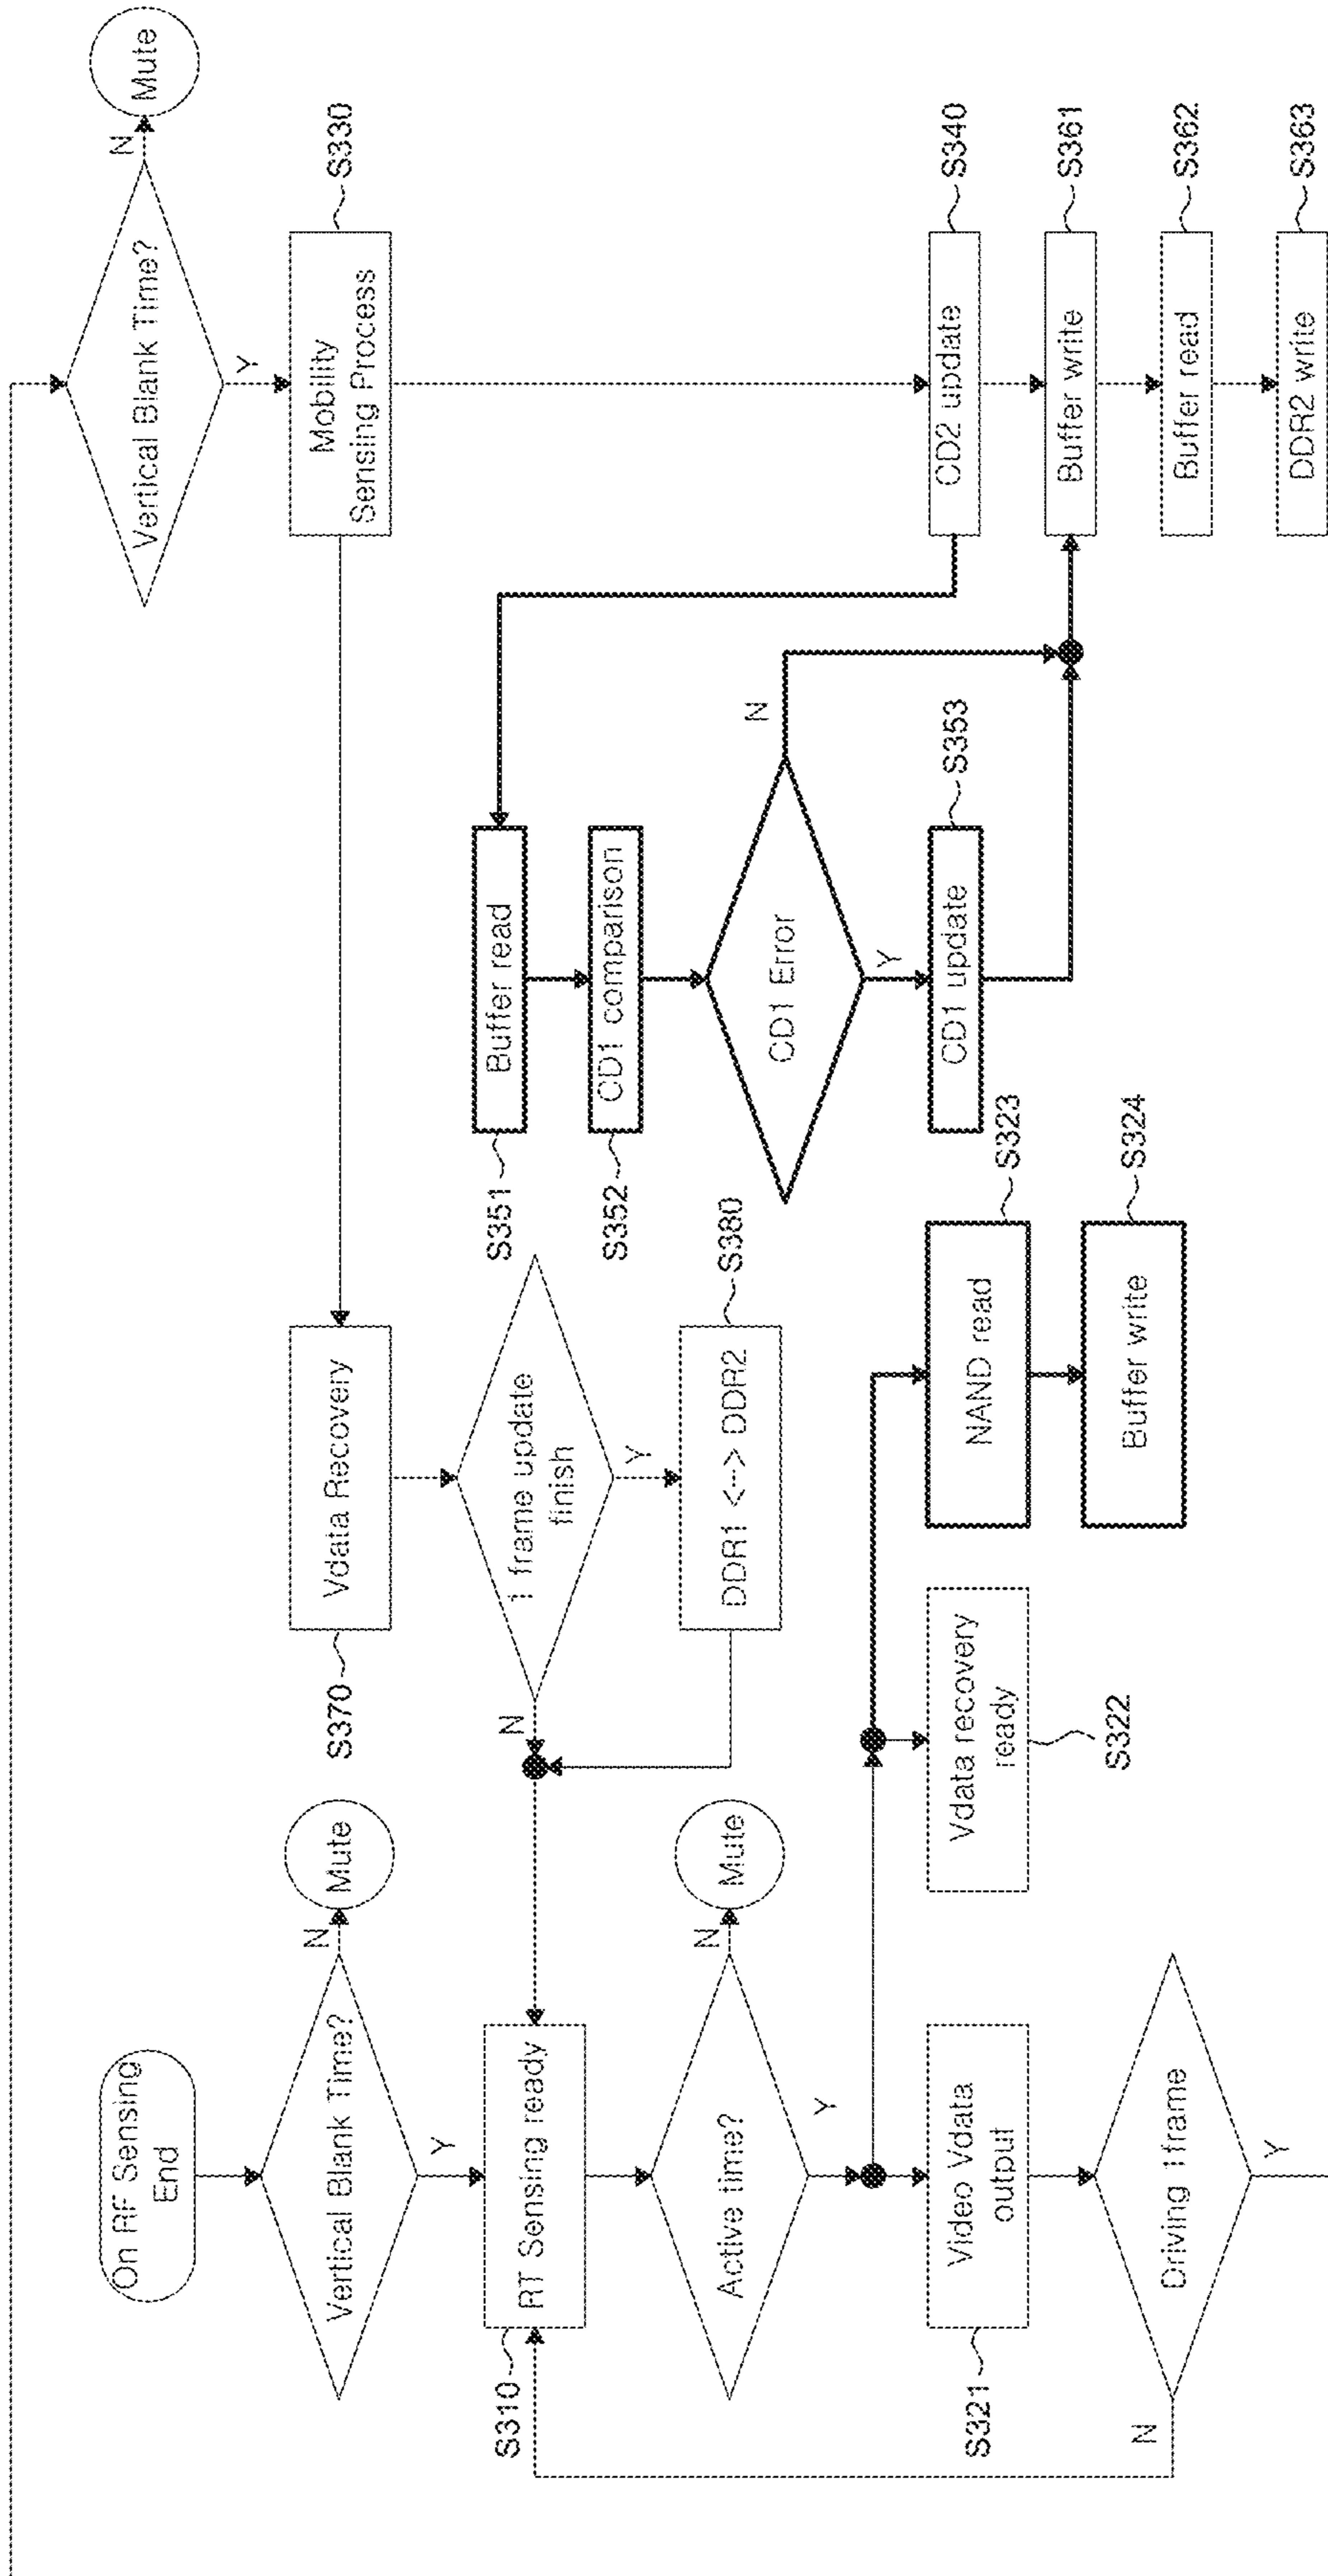 On RF Sensing
End
Vertical Blank Time?
N
Mute
Y
S310
RT Sensing ready
Active time?
N
Mute
Y
S321
Video Vdata
output
Driving 1frame
N
Y
Vdata recovery
ready
S322
NAND read
S323
Buffer write
S324
S370
Vdata Recovery
1 frame update
finish
N
Y
DDR1 <--> DDR2
S380
S351
Buffer read
S352
CD1 comparison
CD1 Error
N
Y
CD1 update
S353
Vertical Blank Time?
N
Mute
Y
Mobility
Sensing Process
S330
CD2 update
S340
Buffer write
S361
Buffer read
S362
DDR2 write
S363